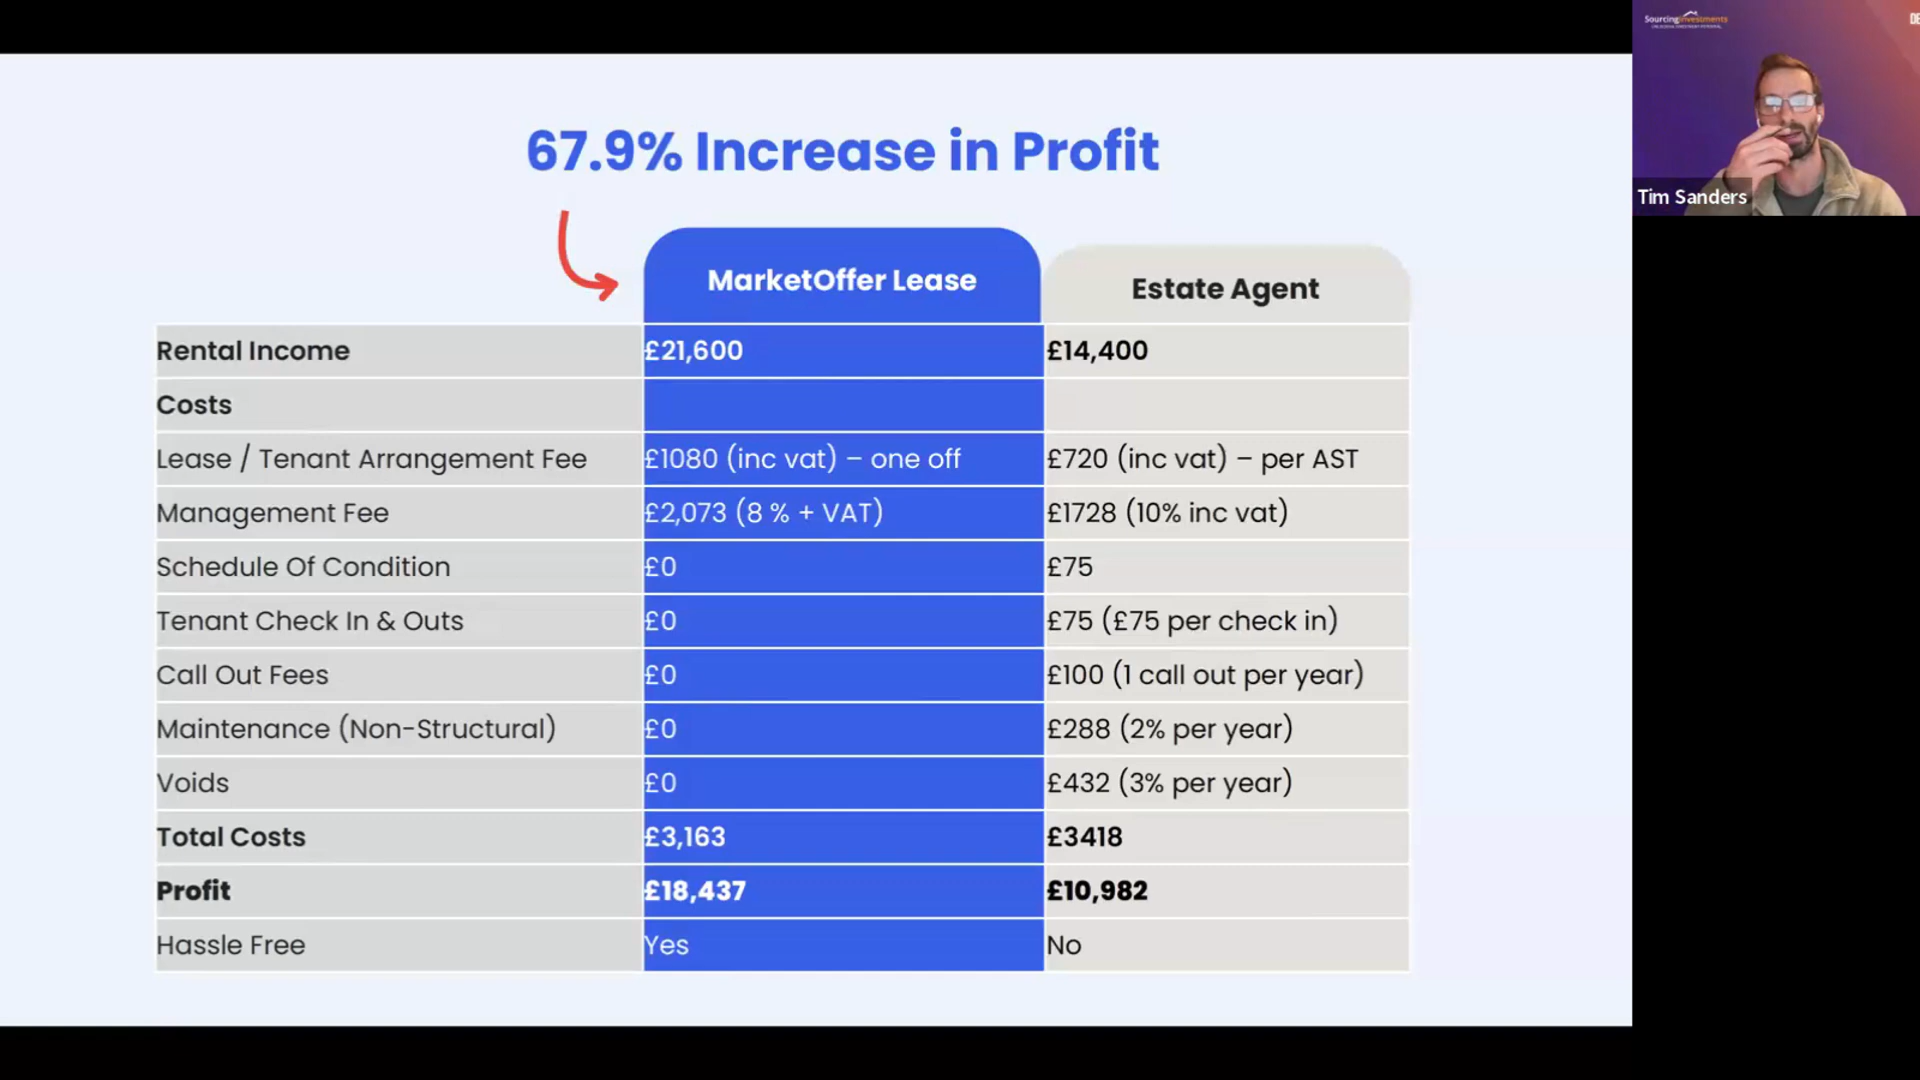 SourcingInvestments
DE
Tim Sanders
67.9% Increase in Profit
MarketOffer Lease
Estate Agent
Rental Income £21,600 £14,400
Costs
Lease / Tenant Arrangement Fee £1080 (inc vat) – one off £720 (inc vat) – per AST
Management Fee £2,073 (8 % + VAT) £1728 (10% inc vat)
Schedule Of Condition £0 £75
Tenant Check In & Outs £0 £75 (£75 per check in)
Call Out Fees £0 £100 (1 call out per year)
Maintenance (Non-Structural) £0 £288 (2% per year)
Voids £0 £432 (3% per year)
Total Costs £3,163 £3418
Profit £18,437 £10,982
Hassle Free Yes No